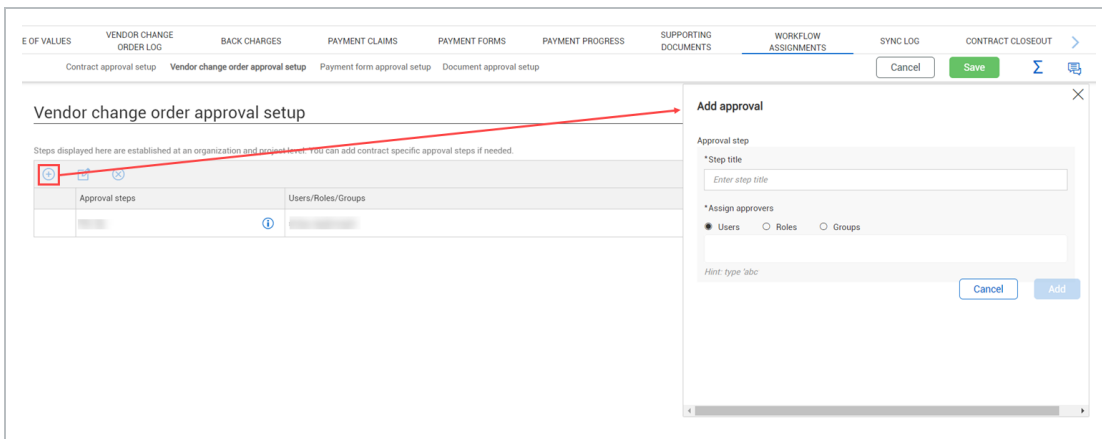 E OF VALUES
VENDOR CHANGE
ORDER LOG
BACK CHARGES
PAYMENT CLAIMS
PAYMENT FORMS
PAYMENT PROGRESS
SUPPORTING
DOCUMENTS
WORKFLOW
ASSIGNMENTS
SYNC LOG
CONTRACT CLOSEOUT
Contract approval setup Vendor change order approval setup Payment form approval setup Document approval setup
Cancel Save
Vendor change order approval setup
Steps displayed here are established at an organization and project level. You can add contract specific appoval steps if needed.
Approval steps Users/Roles/Groups
Add approval
Approval step
*Step title
Enter step title
*Assign approvers
Users Roles Groups
Hint: type 'abc
Cancel Add